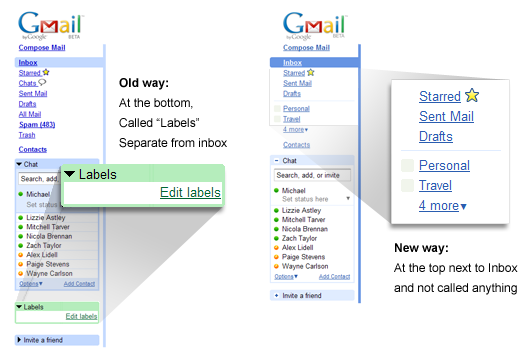 Gmail
by Google BETA
Compose Mail
Inbox
Starred
Chats
Sent Mail
Drafts
All Mail
Spam (483)
Trash
Contacts
Chat
Search, add, or invite
Michael
Set status here
Lizzie Astley
Mitchell Tarver
Nicola Brennan
Zach Taylor
Alex Lidell
Paige Stevens
Wayne Carlson
Options▾ Add Contact
Labels
Edit labels
Invite a friend
Old way:
At the bottom,
Called “Labels”
Separate from inbox
Labels
Edit labels
Gmail
by Google BETA
Compose Mail
Inbox
Starred
Sent Mail
Drafts
Personal
Travel
4 more▾
Contacts
Chat
Search, add, or invite
Michael
Set status here
Lizzie Astley
Mitchell Tarver
Nicola Brennan
Zach Taylor
Alex Lidell
Paige Stevens
Wayne Carlson
Options▾ Add Contact
Invite a friend
Starred
Sent Mail
Drafts
Personal
Travel
4 more▾
New way:
At the top next to Inbox
and not called anything